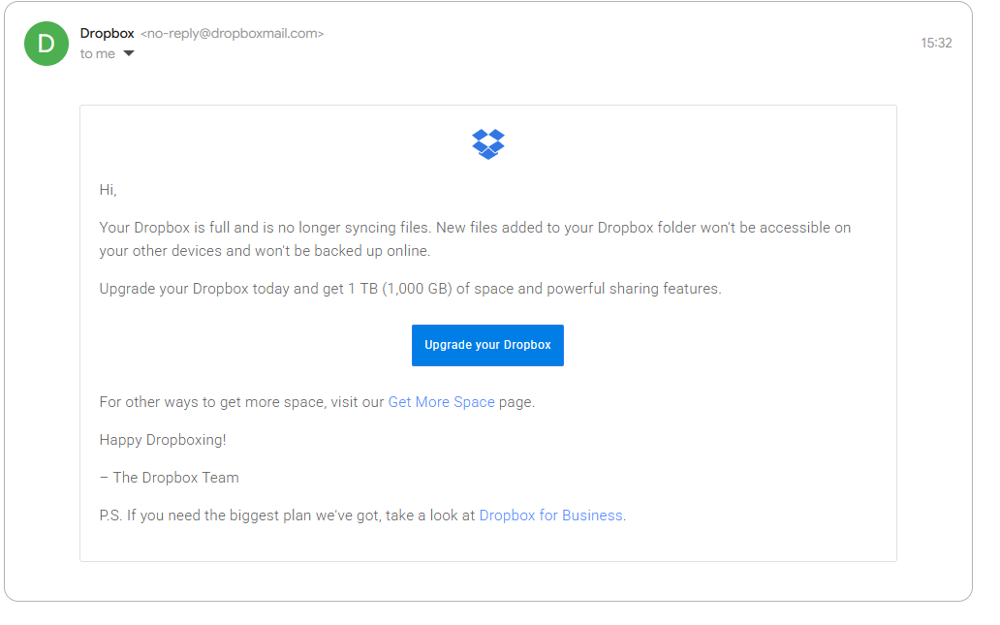 D
Dropbox <no-reply@dropboxmail.com>
15:32
to me
Hi,
Your Dropbox is full and is no longer syncing files. New files added to your Dropbox folder won't be accessible on
your other devices and won't be backed up online.
Upgrade your Dropbox today and get 1 TB (1,000 GB) of space and powerful sharing features.
Upgrade your Dropbox
For other ways to get more space, visit our Get More Space page.
Happy Dropboxing!
– The Dropbox Team
P.S. If you need the biggest plan we've got, take a look at Dropbox for Business.